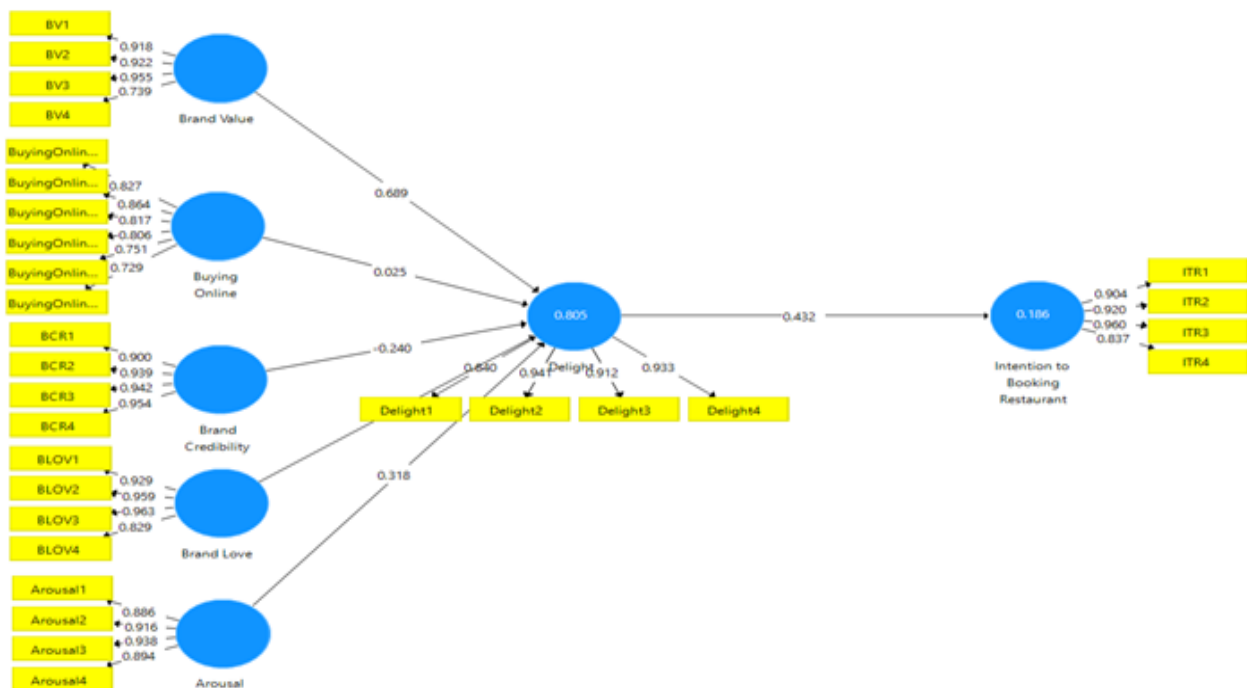 BV1
BV2
BV3
BV4
0.918
0.922
0.955
0.739
Brand Value
BuyingOnlin...
BuyingOnlin...
BuyingOnlin...
BuyingOnlin...
BuyingOnlin...
BuyingOnlin...
0.827
0.864
0.817
0.806
0.751
0.729
Buying
Online
BCR1
BCR2
BCR3
BCR4
0.900
0.939
0.942
0.954
Brand
Credibility
BLOV1
BLOV2
BLOV3
BLOV4
0.929
0.959
0.963
0.829
Brand Love
Arousal1
Arousal2
Arousal3
Arousal4
0.886
0.916
0.938
0.894
Arousal
0.689
0.025
-0.240
0.318
0.805
Delight
0.840
0.941
0.912
0.933
Delight1
Delight2
Delight3
Delight4
0.432
0.186
Intention to
Booking
Restaurant
0.904
0.920
0.960
0.837
ITR1
ITR2
ITR3
ITR4